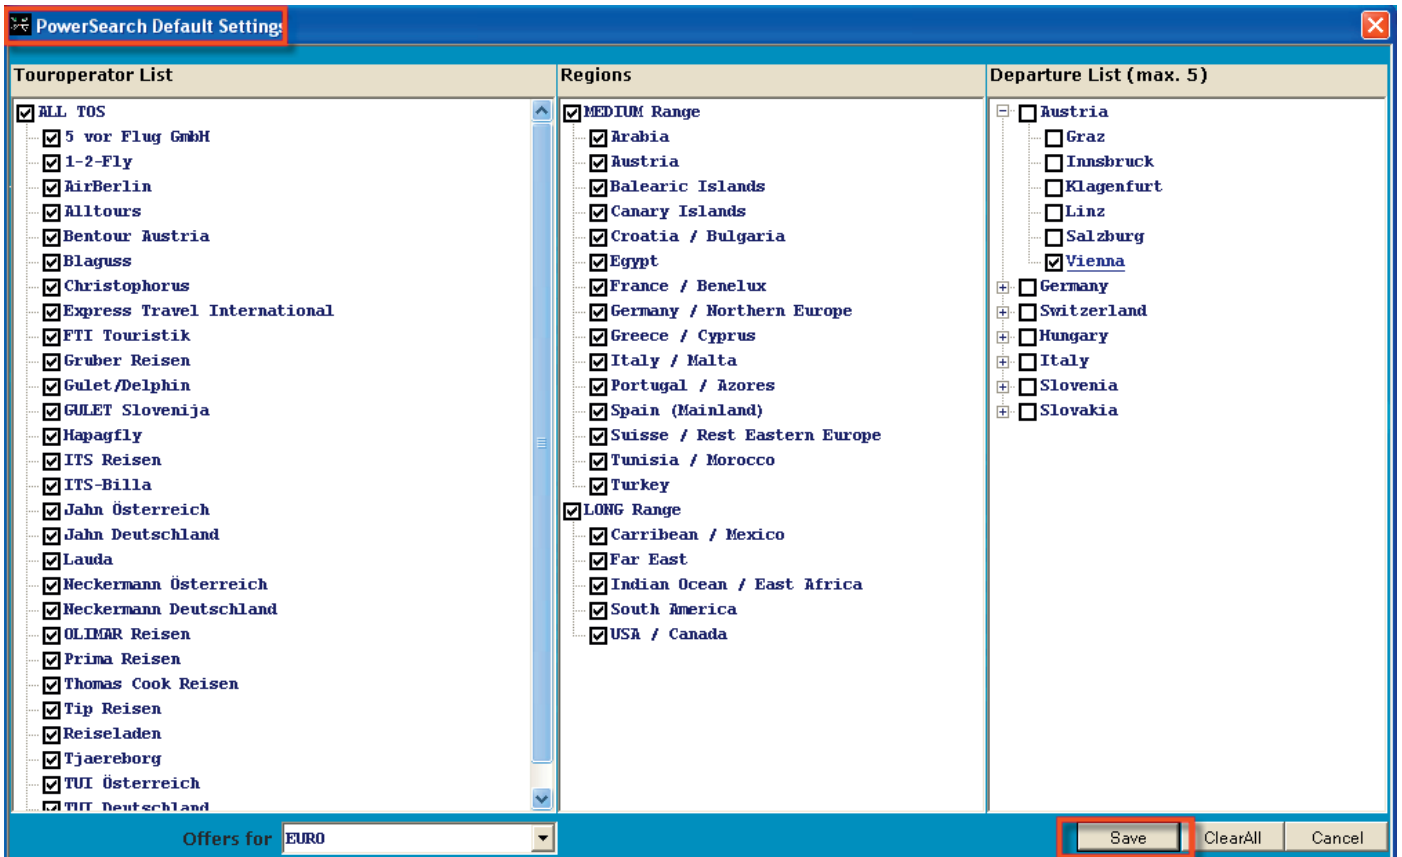 PowerSearch Default Settings
Touroperator List
ALL TOS
5 vor Flug GmbH
1-2-Fly
AirBerlin
Alltours
Bentour Austria
Blaguss
Christophorus
Express Travel International
FTI Touristik
Gruber Reisen
Gulet/Delphin
GULET Slovenija
Hapagfly
ITS Reisen
ITS-Billa
Jahn Österreich
Jahn Deutschland
Lauda
Neckermann Österreich
Neckermann Deutschland
OLIMAR Reisen
Prima Reisen
Thomas Cook Reisen
Tip Reisen
Reiseladen
Tjaereborg
TUI Österreich
TUI Deutschland
Regions
MEDIUM Range
Arabia
Austria
Balearic Islands
Canary Islands
Croatia / Bulgaria
Egypt
France / Benelux
Germany / Northern Europe
Greece / Cyprus
Italy / Malta
Portugal / Azores
Spain (Mainland)
Suisse / Rest Eastern Europe
Tunisia / Morocco
Turkey
LONG Range
Carribean / Mexico
Far East
Indian Ocean / East Africa
South America
USA / Canada
Departure List (max. 5)
Austria
Graz
Innsbruck
Klagenfurt
Linz
Salzburg
Vienna
Germany
Switzerland
Hungary
Italy
Slovenia
Slovakia
Offers for EURO
Save ClearAll Cancel